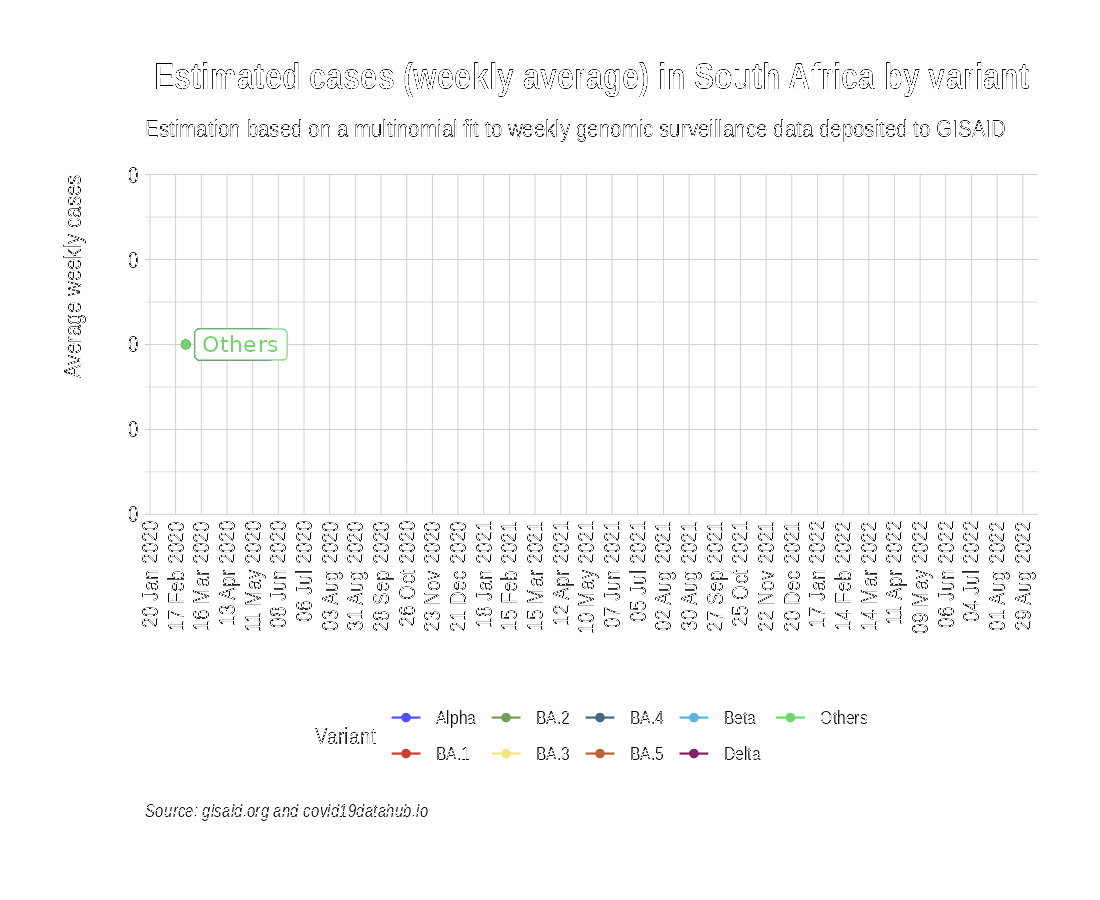 Estimated cases (weekly average) in South Africa by variant
Estimation based on a multinomial fit to weekly genomic surveillance data deposited to GISAID
Average weekly cases
0
0
0
0
0
Others
20 Jan 2020
17 Feb 2020
16 Mar 2020
13 Apr 2020
11 May 2020
08 Jun 2020
06 Jul 2020
03 Aug 2020
31 Aug 2020
28 Sep 2020
26 Oct 2020
23 Nov 2020
21 Dec 2020
18 Jan 2021
15 Feb 2021
15 Mar 2021
12 Apr 2021
10 May 2021
07 Jun 2021
05 Jul 2021
02 Aug 2021
30 Aug 2021
27 Sep 2021
25 Oct 2021
22 Nov 2021
20 Dec 2021
17 Jan 2022
14 Feb 2022
14 Mar 2022
11 Apr 2022
09 May 2022
06 Jun 2022
04 Jul 2022
01 Aug 2022
29 Aug 2022
Variant
Alpha BA.2 BA.4 Beta Others
BA.1 BA.3 BA.5 Delta
Source: gisaid.org and covid19datahub.io